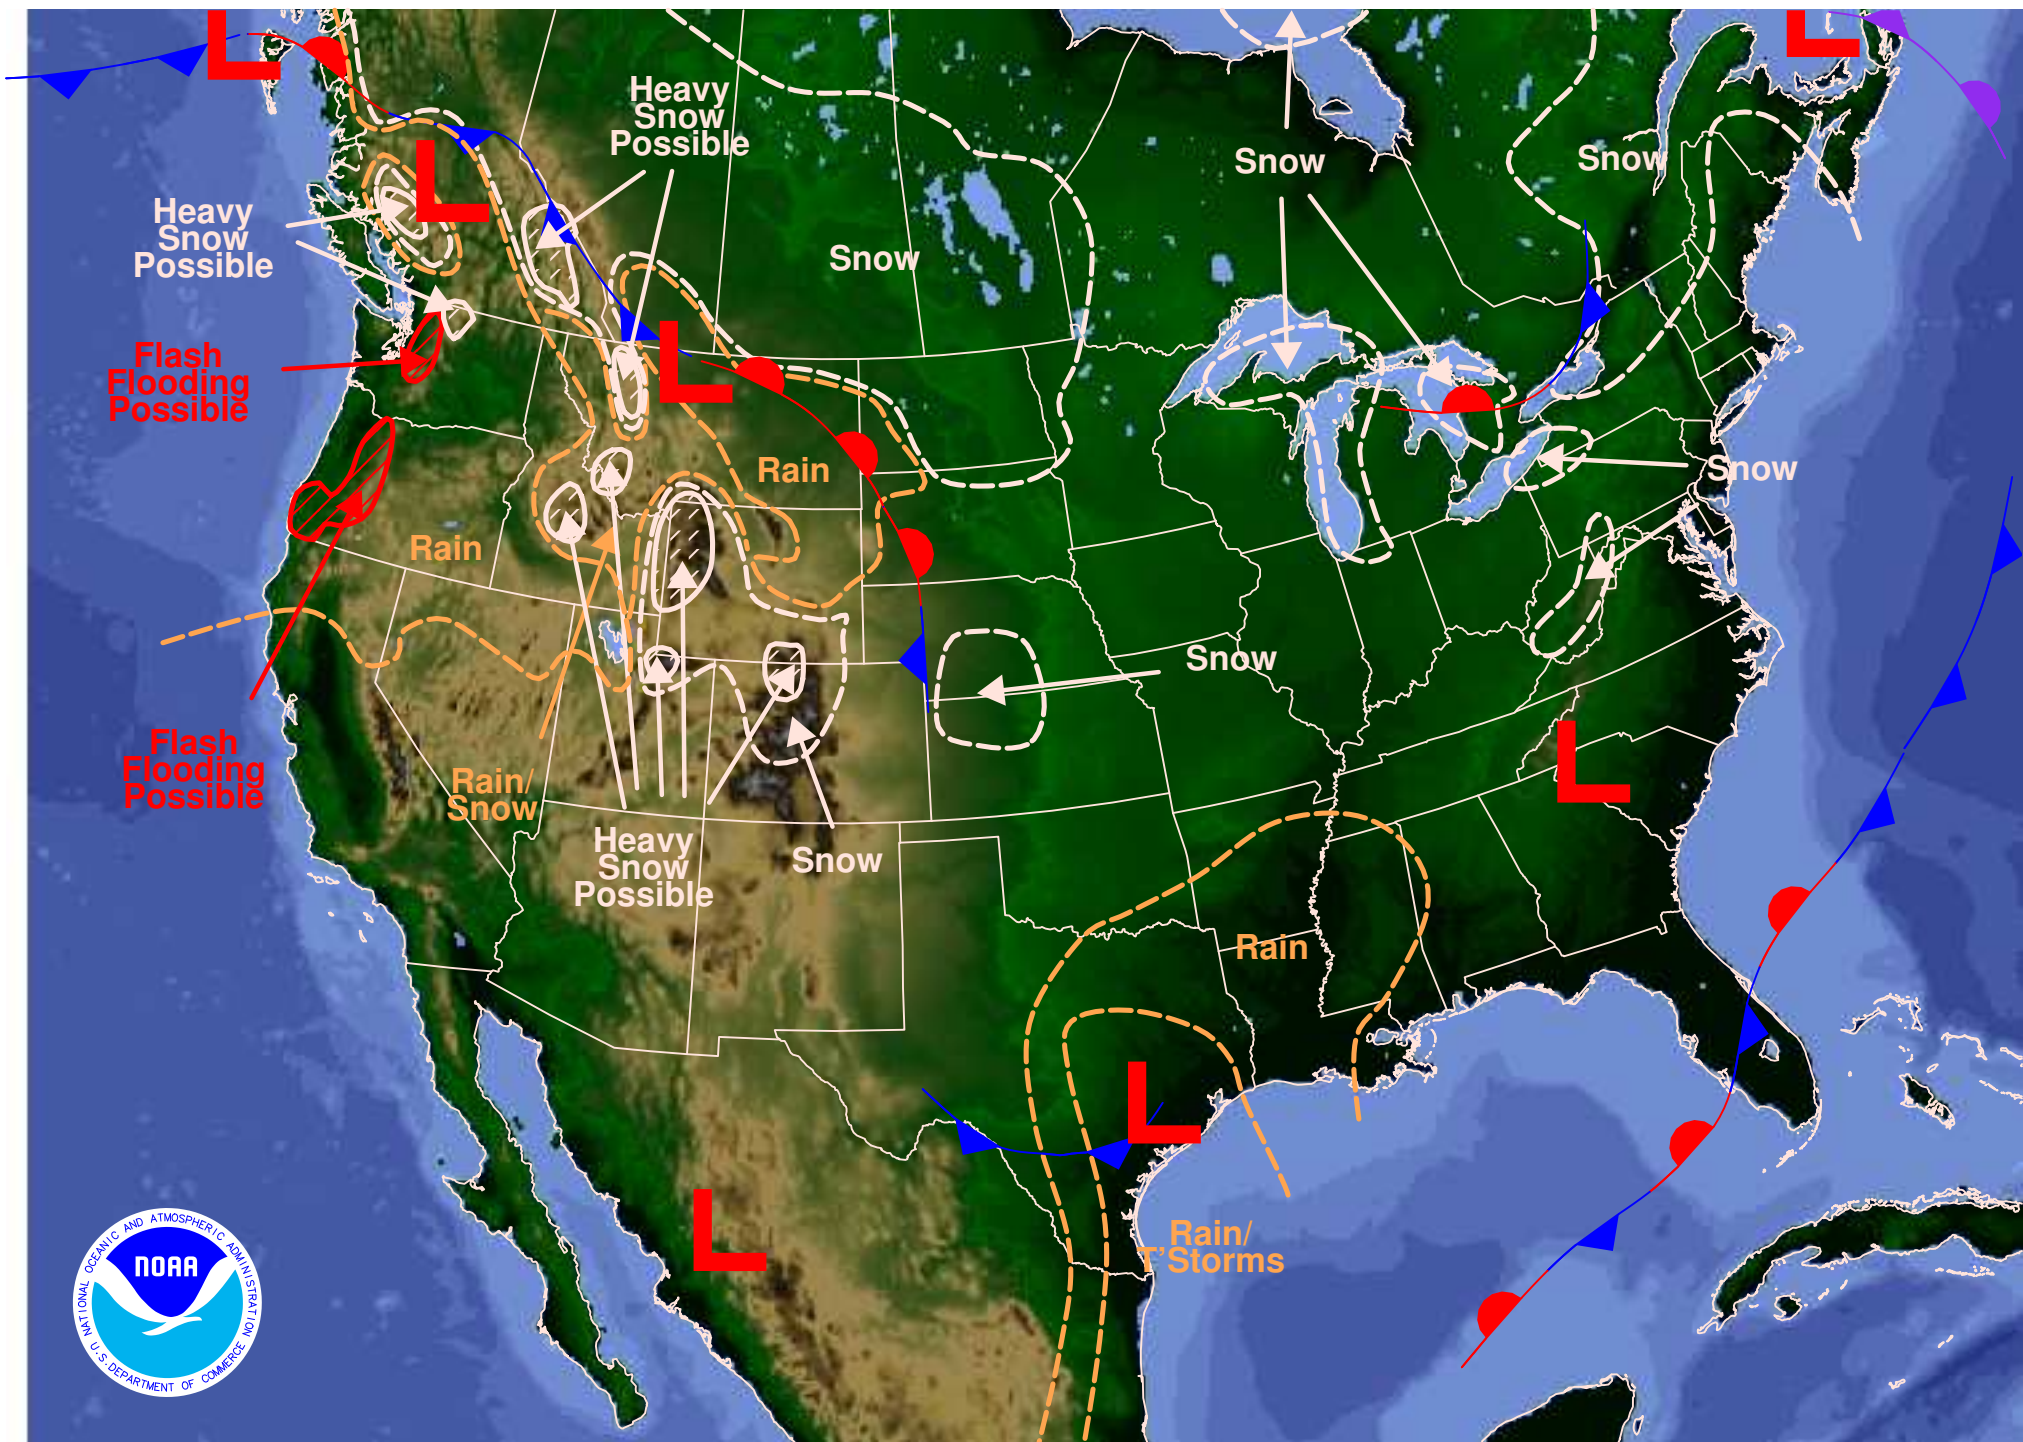 L
L
Heavy
Snow
Possible
L
Snow
Snow
Heavy
Snow
Possible
Snow
Flash
Flooding
Possible
L
Rain
Snow
Rain
Snow
Flash
Flooding
Possible
L
Rain/
Snow
Heavy
Snow
Possible
Snow
Rain
L
L
Rain/
T'Storms
NATIONAL OCEANIC AND ATMOSPHERIC ADMINISTRATION
NOAA
U.S. DEPARTMENT OF COMMERCE